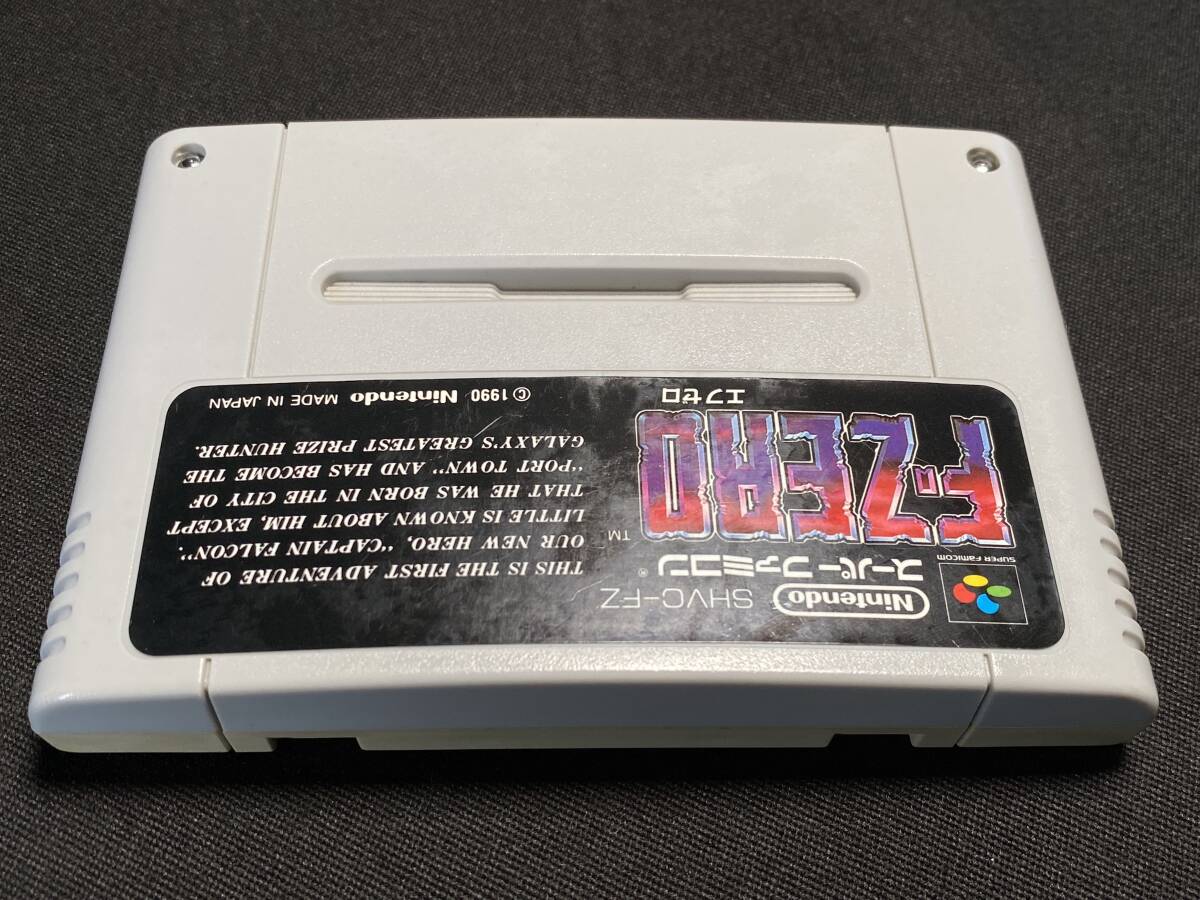 SUPER FAMICOM
Nintendo®
SHVC-FZ
スーパーファミコン®
F-ZERO™
エフゼロ
THIS IS THE FIRST ADVENTURE OF
OUR NEW HERO, "CAPTAIN FALCON".
LITTLE IS KNOWN ABOUT HIM, EXCEPT
THAT HE WAS BORN IN THE CITY OF
"PORT TOWN" AND HAS BECOME THE
GALAXY'S GREATEST PRIZE HUNTER.
© 1990 Nintendo MADE IN JAPAN